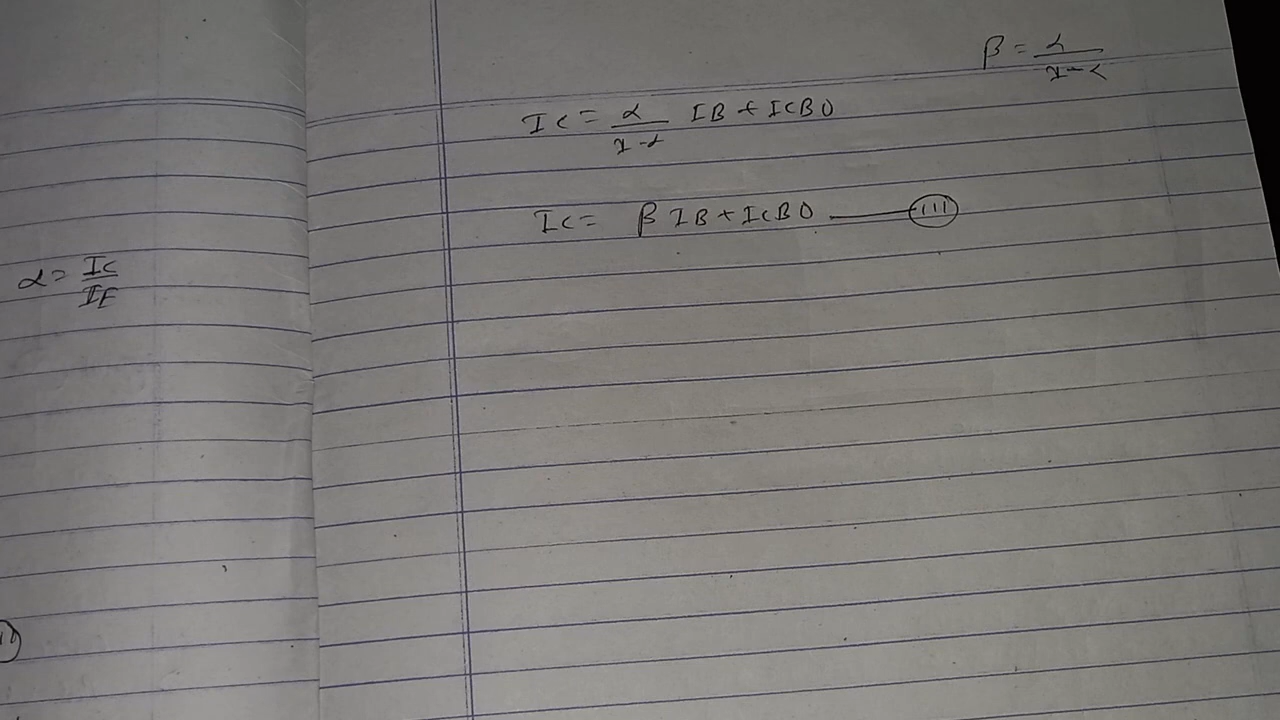 α = IC / IE
β = α / 1-α
IC = α / 1-α IB + ICBO
IC = β IB + ICBO —— (III)